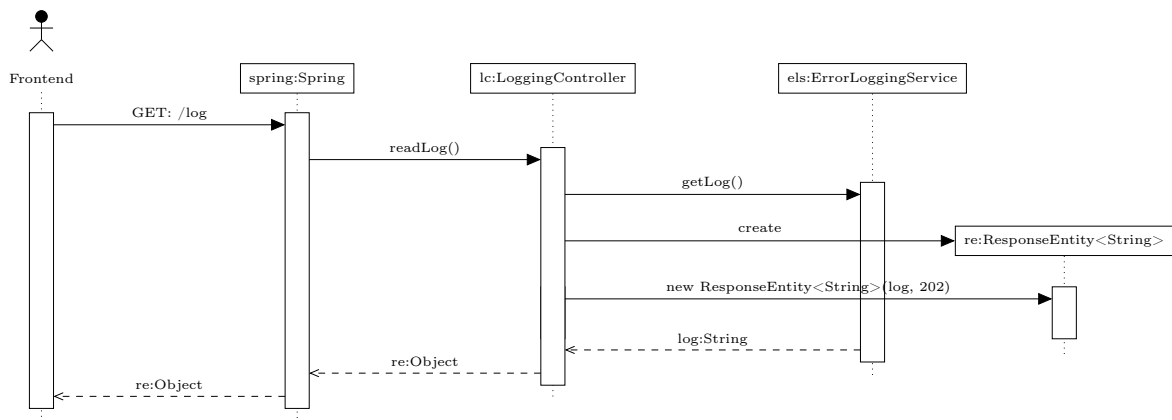 Frontend
spring:Spring
lc:LoggingController
els:ErrorLoggingService
GET: /log
readLog()
getLog()
create
re:ResponseEntity<String>
new ResponseEntity<String>(log, 202)
log:String
re:Object
re:Object